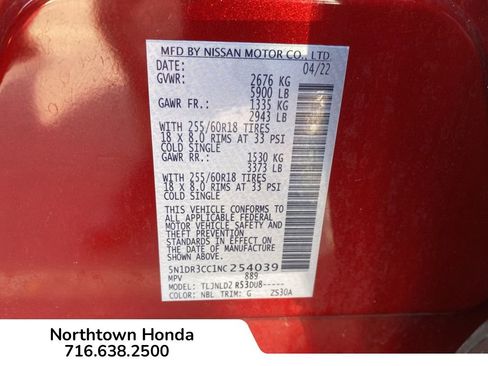 MFD BY NISSAN MOTOR CO., LTD.
DATE: 04/22
GVWR: 2676 KG
5900 LB
GAWR FR.: 1335 KG
2943 LB
WITH 255/60R18 TIRES
18 X 8.0 RIMS AT 33 PSI
COLD SINGLE
GAWR RR.: 1530 KG
3373 LB
WITH 255/60R18 TIRES
18 X 8.0 RIMS AT 33 PSI
COLD SINGLE
THIS VEHICLE CONFORMS TO
ALL APPLICABLE FEDERAL
MOTOR VEHICLE SAFETY,
BUMPER, AND THEFT
PREVENTION STANDARDS IN
EFFECT ON THE DATE OF
MANUFACTURE SHOWN ABOVE.
5N1DR3CC1NC254039
MPV 889
MODEL: TLJNLDZ R53DU8-----
COLOR: NBL TRIM: G ZS30A
Northtown Honda
716.638.2500